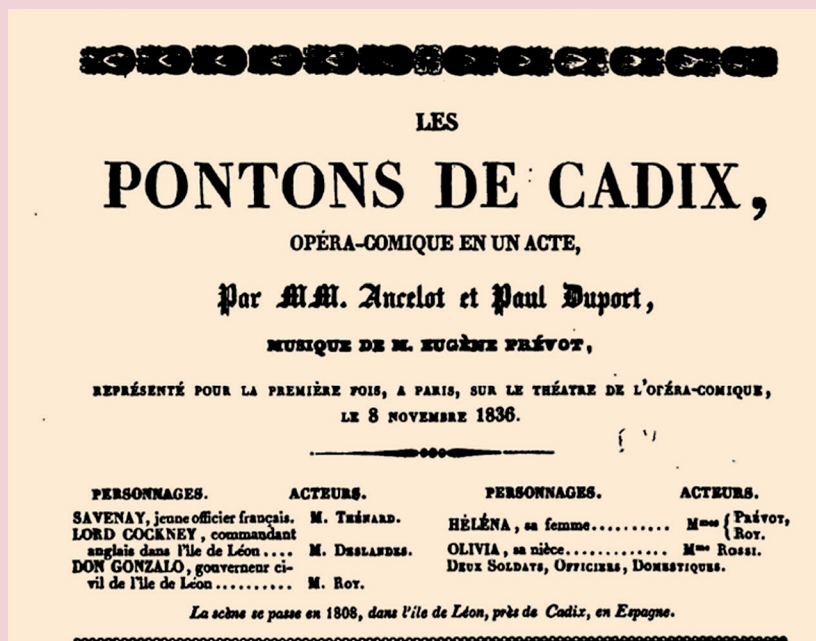 LES
PONTONS DE CADIX,
OPÉRA-COMIQUE EN UN ACTE,
Par MM. Ancelot et Paul Duport,
MUSIQUE DE M. EUGÈNE PRÉVOT,
REPRÉSENTÉ POUR LA PREMIÈRE FOIS, A PARIS, SUR LE THÉATRE DE L'OPÉRA-COMIQUE,
LE 8 NOVEMBRE 1836.
PERSONNAGES. ACTEURS.
SAVENAY, jeune officier français. M. THÉNARD.
LORD COCKNEY, commandant
anglais dans l'île de Léon.... M. DESLANDES.
DON GONZALO, gouverneur ci-
vil de l'île de Léon.......... M. ROY.
PERSONNAGES. ACTEURS.
HÉLÉNA, sa femme.......... Mmes { PRÉVOT,
ROY.
OLIVIA, sa nièce............. Mme ROSSI.
DEUX SOLDATS, OFFICIERS, DOMESTIQUES.
La scène se passe en 1808, dans l'île de Léon, près de Cadix, en Espagne.